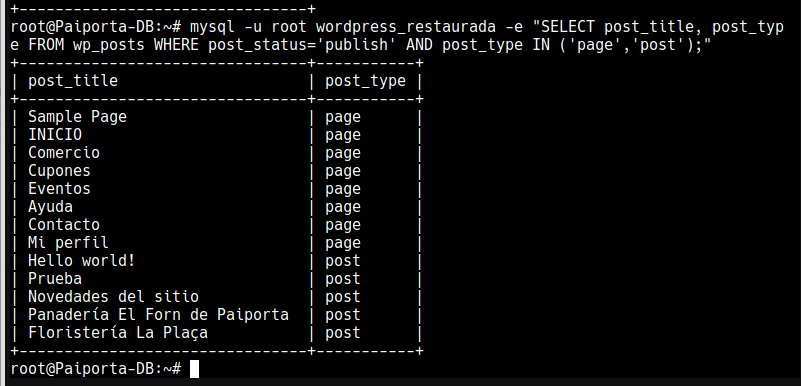 +--------------------------------+
root@Paiporta-DB:~# mysql -u root wordpress_restaurada -e "SELECT post_title, post_typ
e FROM wp_posts WHERE post_status='publish' AND post_type IN ('page','post');"
+--------------------------------+-----------+
| post_title                     | post_type |
+--------------------------------+-----------+
| Sample Page                    | page      |
| INICIO                         | page      |
| Comercio                       | page      |
| Cupones                        | page      |
| Eventos                        | page      |
| Ayuda                          | page      |
| Contacto                       | page      |
| Mi perfil                      | page      |
| Hello world!                   | post      |
| Prueba                         | post      |
| Novedades del sitio            | post      |
| Panadería El Forn de Paiporta  | post      |
| Floristería La Plaça           | post      |
+--------------------------------+-----------+
root@Paiporta-DB:~#